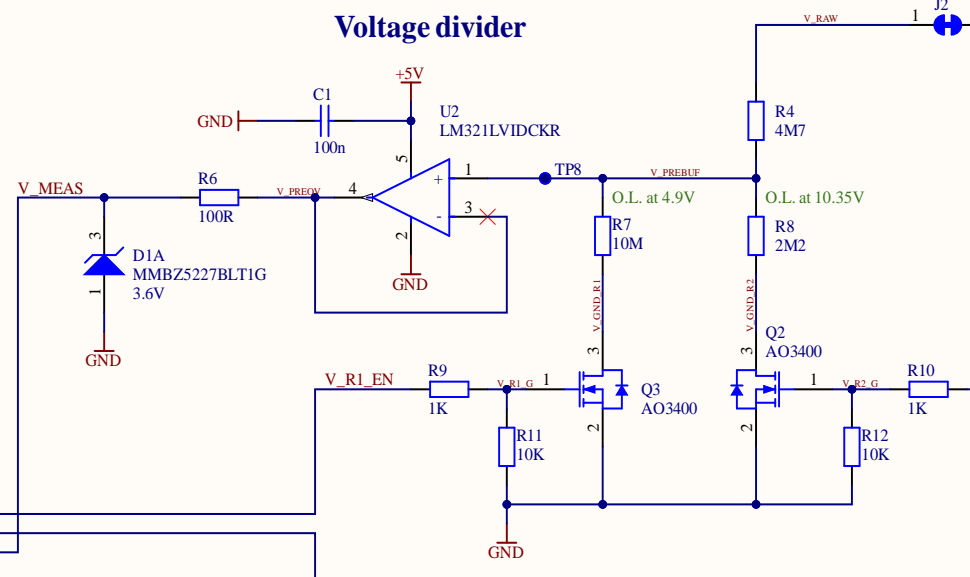 Voltage divider
J2
V_RAW
1
+5V
C1
GND
100n
U2
LM321LVIDCKR
R4
4M7
5
V_MEAS
R6
100R
V_PREOV
4
+
-
1
3
2
TP8
V_PREBUF
O.L. at 4.9V
O.L. at 10.35V
R7
10M
R8
2M2
3
D1A
MMBZ5227BLT1G
3.6V
1
GND
GND
V_GND_R1
V_GND_R2
3
3
Q2
AO3400
V_R1_EN
R9
1K
V_R1_G
1
Q3
AO3400
2
2
1
V_R2_G
R10
1K
R11
10K
R12
10K
GND